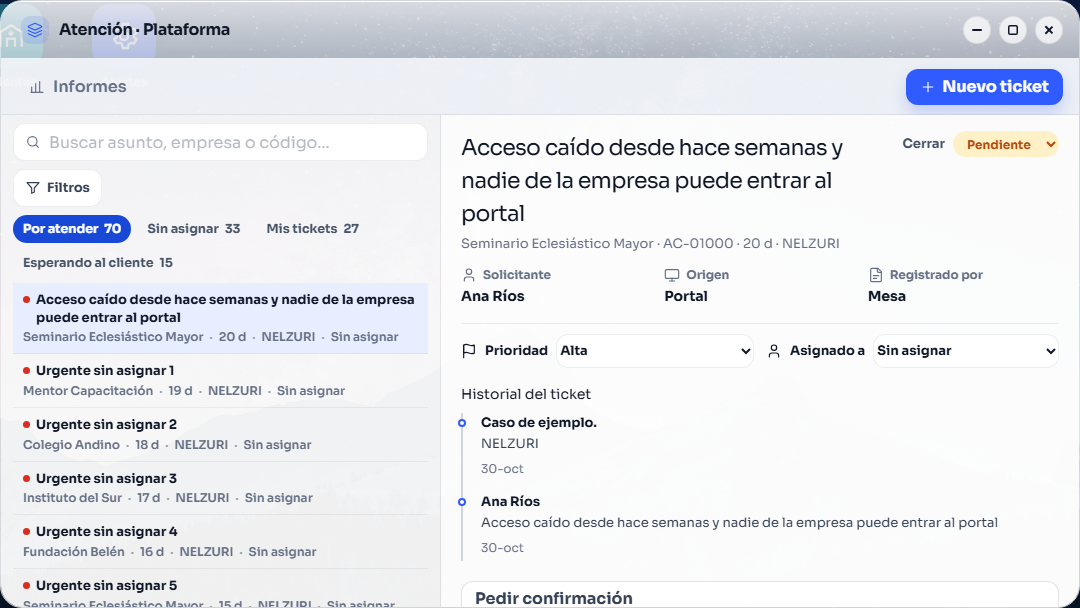 Atención · Plataforma
Informes
Nuevo ticket
Buscar asunto, empresa o código...
Filtros
Por atender 70
Sin asignar 33
Mis tickets 27
Esperando al cliente 15
Acceso caído desde hace semanas y nadie de la empresa
puede entrar al portal
Seminario Eclesiástico Mayor · 20 d · NELZURI · Sin asignar
Urgente sin asignar 1
Mentor Capacitación · 19 d · NELZURI · Sin asignar
Urgente sin asignar 2
Colegio Andino · 18 d · NELZURI · Sin asignar
Urgente sin asignar 3
Instituto del Sur · 17 d · NELZURI · Sin asignar
Urgente sin asignar 4
Fundación Belén · 16 d · NELZURI · Sin asignar
Urgente sin asignar 5
Seminario Eclesiástico Mayor · 15 d · NELZURI · Sin asignar
Acceso caído desde hace semanas y
nadie de la empresa puede entrar al
portal
Cerrar
Pendiente
Seminario Eclesiástico Mayor · AC-01000 · 20 d · NELZURI
Solicitante
Ana Ríos
Origen
Portal
Registrado por
Mesa
Prioridad
Alta
Asignado a
Sin asignar
Historial del ticket
Caso de ejemplo.
NELZURI
30-oct
Ana Ríos
Acceso caído desde hace semanas y nadie de la empresa puede entrar al portal
30-oct
Pedir confirmación